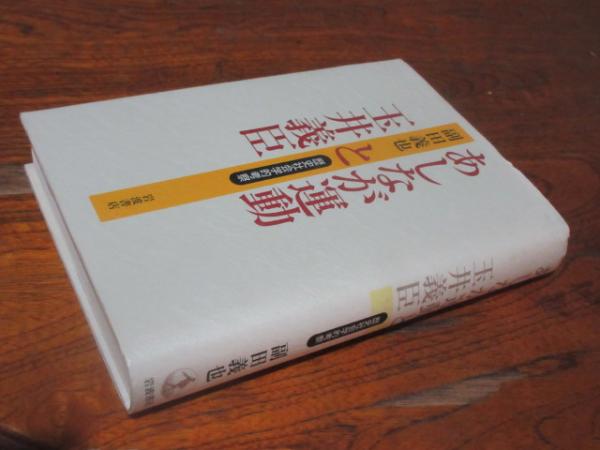 あしなが運動
と
玉井義臣
歴史社会学的考察
副田義也
岩波書店
玉井義臣
歴史社会学的考察
副田義也